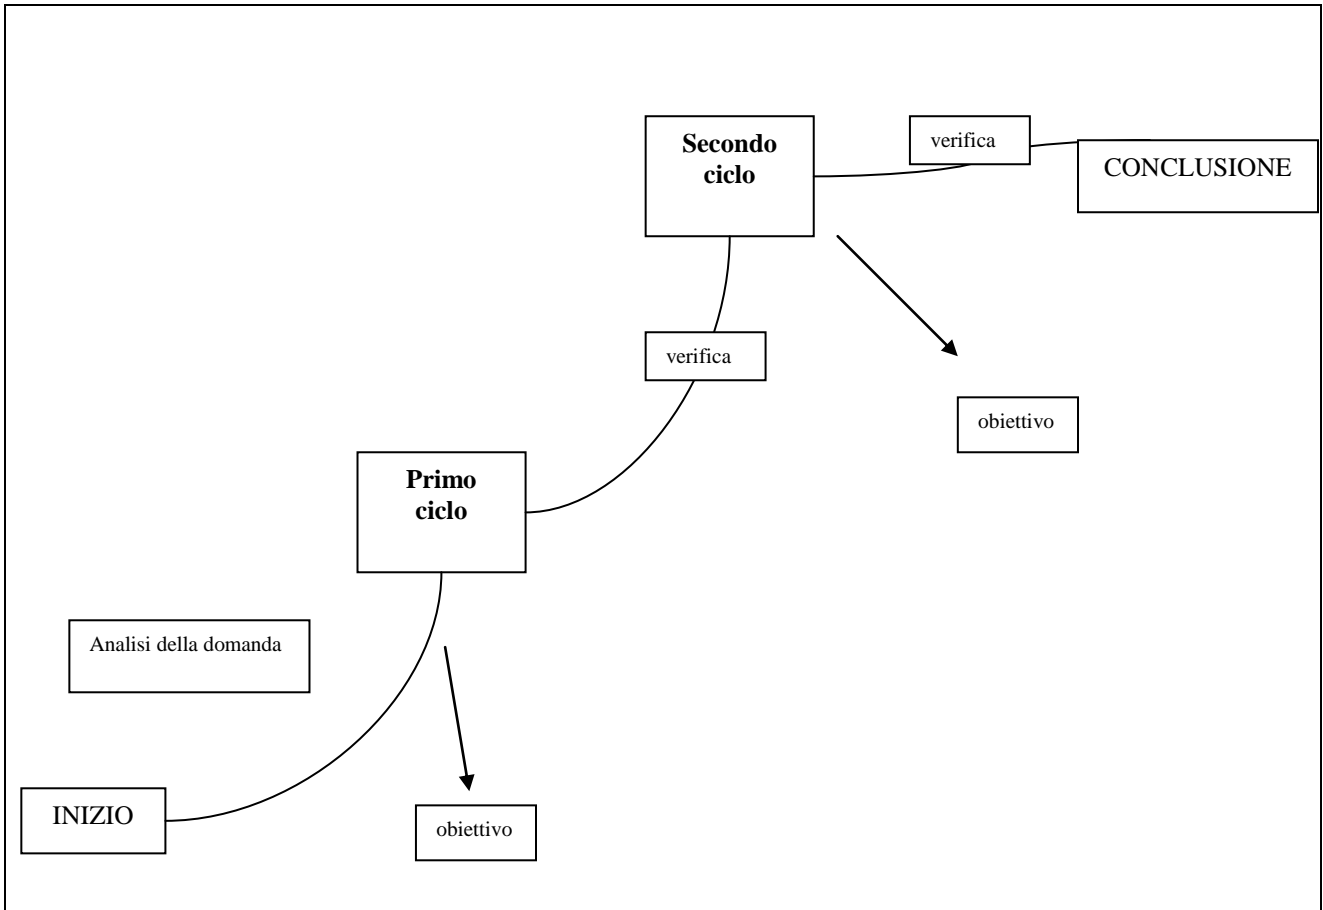 Secondo
ciclo
verifica
CONCLUSIONE
verifica
obiettivo
Primo
ciclo
Analisi della domanda
INIZIO
obiettivo